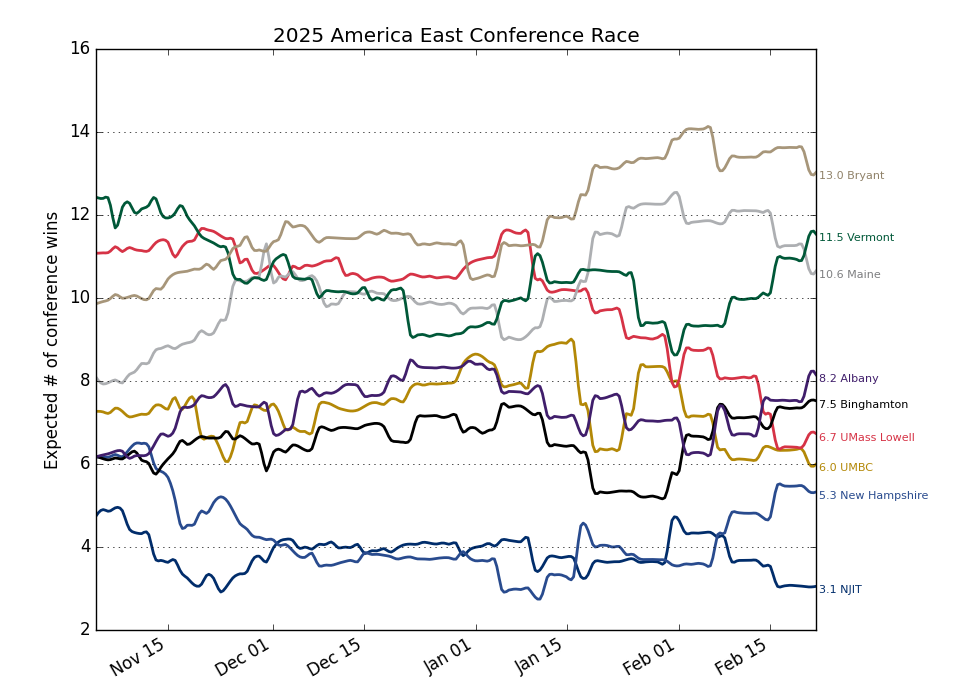 2025 America East Conference Race
Expected # of conference wins
16
14
12
10
8
6
4
2
13.0 Bryant
11.5 Vermont
10.6 Maine
8.2 Albany
7.5 Binghamton
6.7 UMass Lowell
6.0 UMBC
5.3 New Hampshire
3.1 NJIT
Nov 15
Dec 01
Dec 15
Jan 01
Jan 15
Feb 01
Feb 15